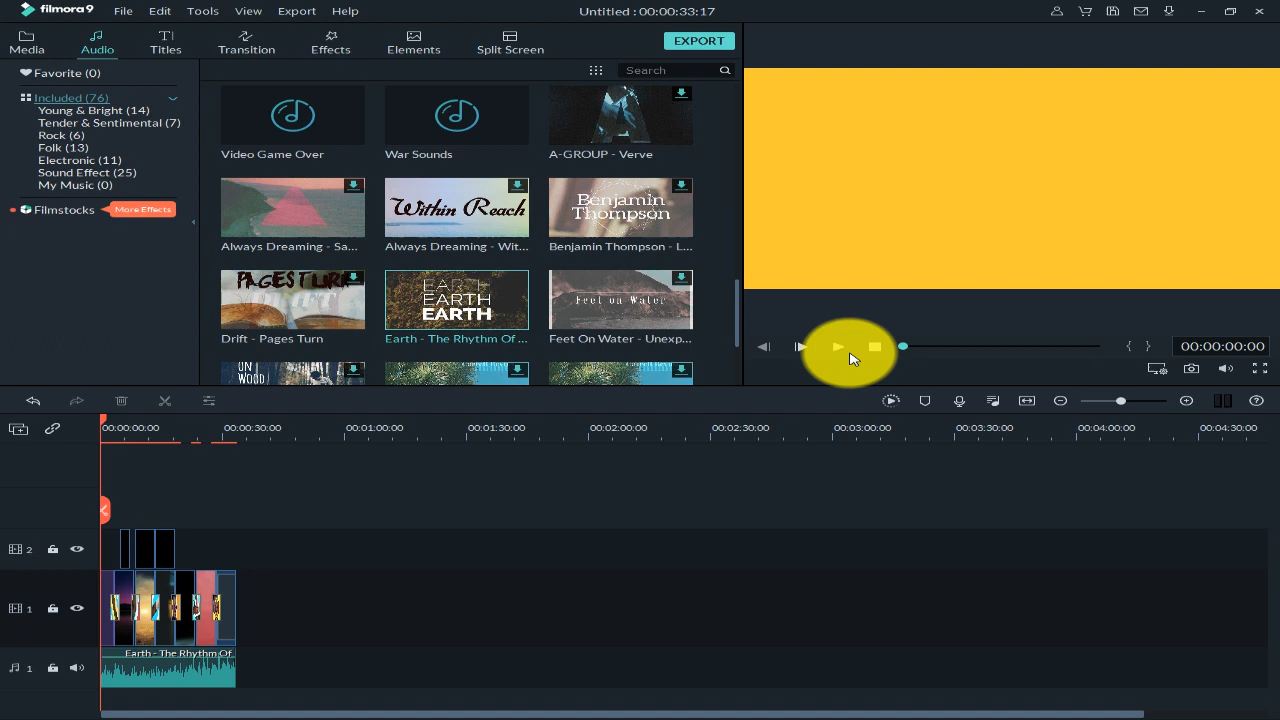 filmora 9 File Edit Tools View Export Help Untitled : 00:00:33:17
Media Audio Titles Transition Effects Elements Split Screen EXPORT
Favorite (0)
Search
Included (76)
Young & Bright (14)
Tender & Sentimental (7)
Rock (6)
Folk (13)
Electronic (11)
Sound Effect (25)
My Music (0)
Filmstocks More Effects
Video Game Over War Sounds A-GROUP - Verve
Within Reach
Benjamin
Thompson
Always Dreaming - Sa... Always Dreaming - Wit... Benjamin Thompson - L...
PAGES TURN
EARTH
EARTH
EARTH
Feet on Water
Drift - Pages Turn Earth - The Rhythm Of ... Feet On Water - Unexp...
ON
WOOD
{ } 00:00:00:00
00:00:00:00 00:00:30:00 00:01:00:00 00:01:30:00 00:02:00:00 00:02:30:00 00:03:00:00 00:03:30:00 00:04:00:00 00:04:30:00
2
1
Earth - The Rhythm Of
1